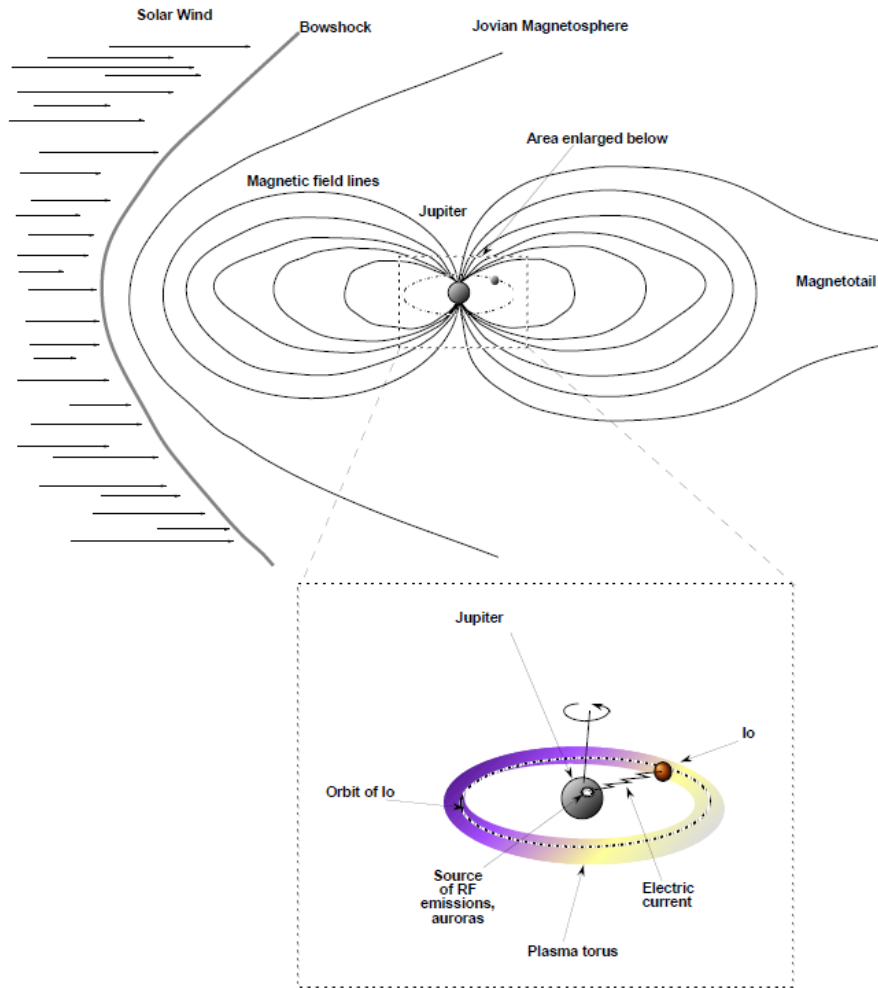 Solar Wind
Bowshock
Jovian Magnetosphere
Area enlarged below
Magnetic field lines
Jupiter
Magnetotail
Jupiter
Io
Orbit of Io
Source
of RF
emissions,
auroras
Electric
current
Plasma torus